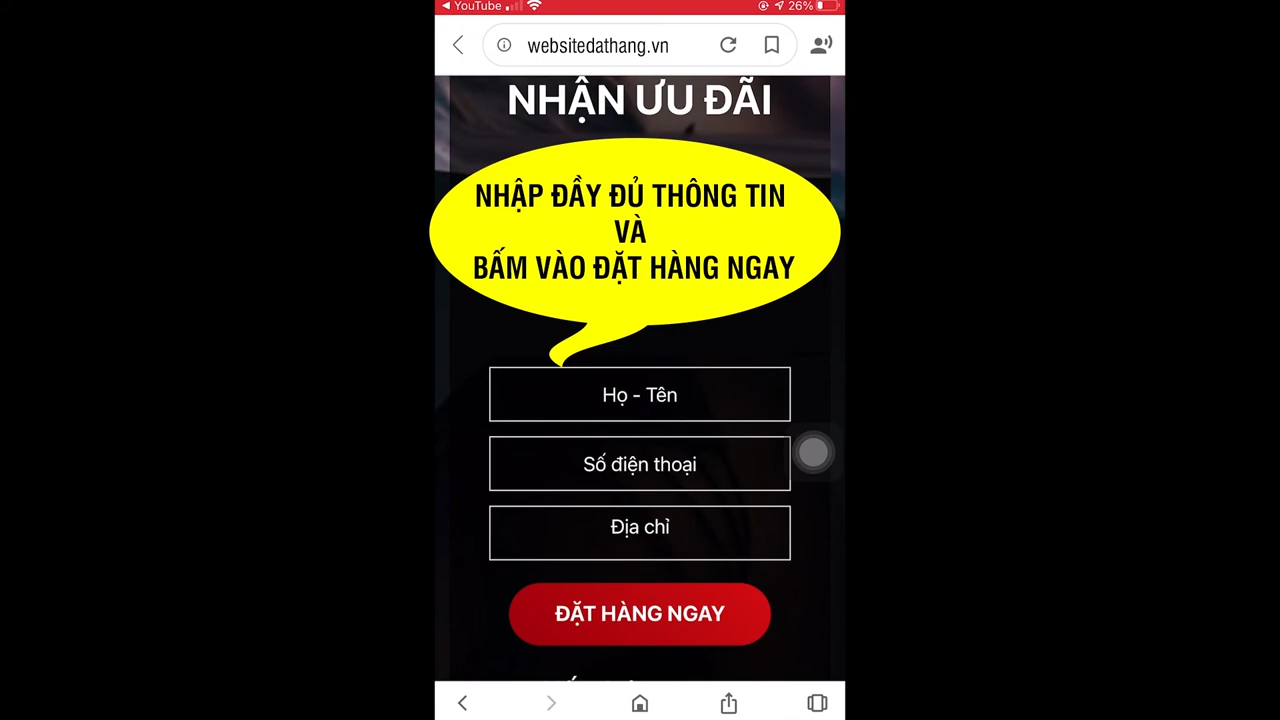 YouTube
26%
websitedathang.vn
NHẬN ƯU ĐÃI
NHẬP ĐẦY ĐỦ THÔNG TIN
VÀ
BẤM VÀO ĐẶT HÀNG NGAY
Họ - Tên
Số điện thoại
Địa chỉ
ĐẶT HÀNG NGAY